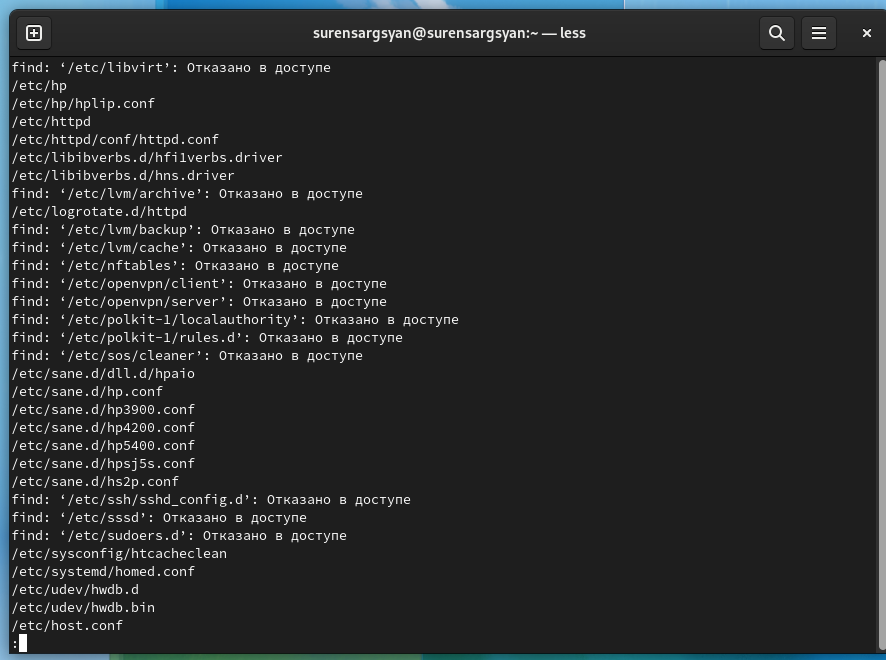 surensargsyan@surensargsyan:~ — less
find: ‘/etc/libvirt’: Отказано в доступе
/etc/hp
/etc/hp/hplip.conf
/etc/httpd
/etc/httpd/conf/httpd.conf
/etc/libibverbs.d/hfi1verbs.driver
/etc/libibverbs.d/hns.driver
find: ‘/etc/lvm/archive’: Отказано в доступе
/etc/logrotate.d/httpd
find: ‘/etc/lvm/backup’: Отказано в доступе
find: ‘/etc/lvm/cache’: Отказано в доступе
find: ‘/etc/nftables’: Отказано в доступе
find: ‘/etc/openvpn/client’: Отказано в доступе
find: ‘/etc/openvpn/server’: Отказано в доступе
find: ‘/etc/polkit-1/localauthority’: Отказано в доступе
find: ‘/etc/polkit-1/rules.d’: Отказано в доступе
find: ‘/etc/sos/cleaner’: Отказано в доступе
/etc/sane.d/dll.d/hpaio
/etc/sane.d/hp.conf
/etc/sane.d/hp3900.conf
/etc/sane.d/hp4200.conf
/etc/sane.d/hp5400.conf
/etc/sane.d/hpsj5s.conf
/etc/sane.d/hs2p.conf
find: ‘/etc/ssh/sshd_config.d’: Отказано в доступе
find: ‘/etc/sssd’: Отказано в доступе
find: ‘/etc/sudoers.d’: Отказано в доступе
/etc/sysconfig/htcacheclean
/etc/systemd/homed.conf
/etc/udev/hwdb.d
/etc/udev/hwdb.bin
/etc/host.conf
: